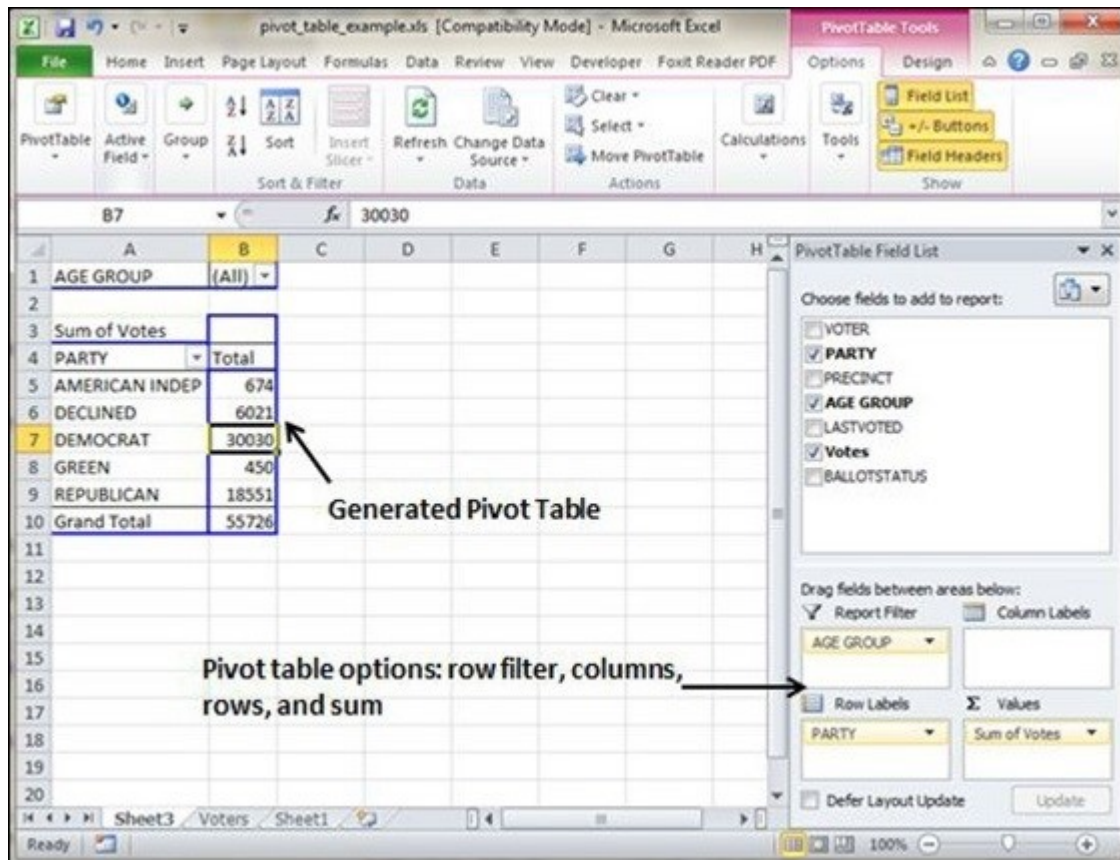 pivot_table_example.xls [Compatibility Mode] - Microsoft Excel
PivotTable Tools
File Home Insert Page Layout Formulas Data Review View Developer Foxit Reader PDF Options Design
PivotTable
Active Field
Group
Sort
Insert Slicer
Refresh
Change Data Source
Clear
Select
Move PivotTable
Calculations
Tools
Field List
+/- Buttons
Field Headers
Sort & Filter
Data
Actions
Show
B7 fx 30030
A B C D E F G H
1 AGE GROUP (All)
2
3 Sum of Votes
4 PARTY Total
5 AMERICAN INDEP 674
6 DECLINED 6021
7 DEMOCRAT 30030
8 GREEN 450
9 REPUBLICAN 18551
10 Grand Total 55726
11
12
13
14
15
16
17
18
19
20
Generated Pivot Table
Pivot table options: row filter, columns,
rows, and sum
PivotTable Field List
Choose fields to add to report:
VOTER
PARTY
PRECINCT
AGE GROUP
LASTVOTED
Votes
BALLOTSTATUS
Drag fields between areas below:
Report Filter
Column Labels
AGE GROUP
Row Labels
Σ Values
PARTY
Sum of Votes
Defer Layout Update
Update
Sheet3 Voters Sheet1
Ready
100%